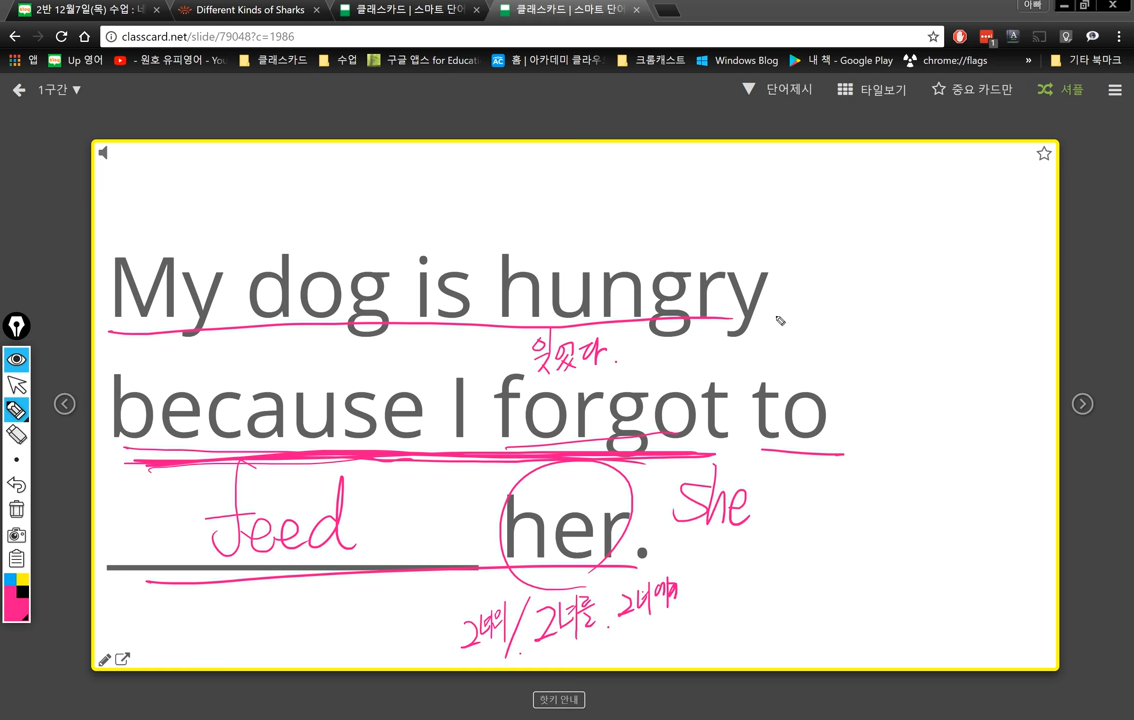 2반 12월7일(목) 수업 : 네
Different Kinds of Sharks
클래스카드 | 스마트 단어
클래스카드 | 스마트 단어
아빠
classcard.net/slide/79048?c=1986
앱
Up 영어
- 원호 유피영어 - You
클래스카드
수업
구글 앱스 for Educati
홈 | 아카데미 클라우
크롬캐스트
Windows Blog
내 책 - Google Play
chrome://flags
»
기타 북마크
1구간 ▼
단어제시
타일보기
중요 카드만
셔플
My dog is hungry
잊었다.
because I forgot to
feed her. She
그녀의/그녀를. 그녀에게
핫키 안내